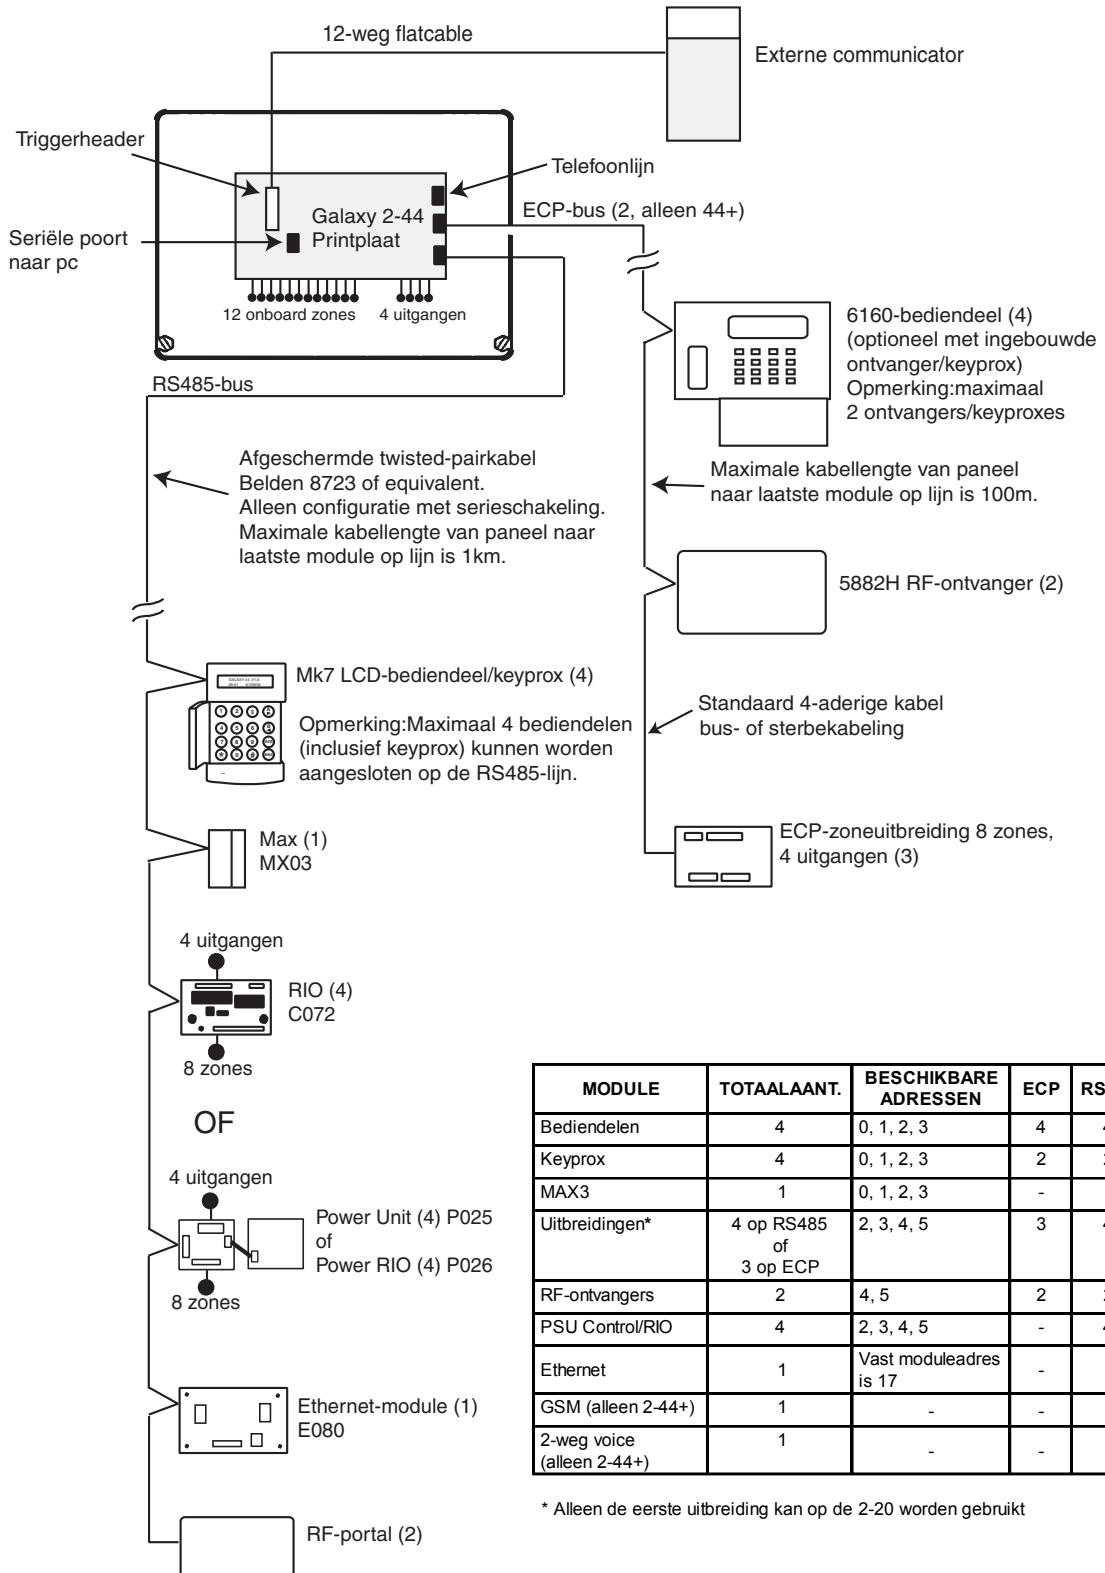 12-weg flatcable
Externe communicator
Triggerheader
Telefoonlijn
ECP-bus (2, alleen 44+)
Galaxy 2-44
Printplaat
Seriële poort
naar pc
12 onboard zones
4 uitgangen
RS485-bus
6160-bediendeel (4)
(optioneel met ingebouwde
ontvanger/keyprox)
Opmerking:maximaal
2 ontvangers/keyproxes
Afgeschermde twisted-pairkabel
Belden 8723 of equivalent.
Alleen configuratie met serieschakeling.
Maximale kabellengte van paneel naar
laatste module op lijn is 1km.
Maximale kabellengte van paneel
naar laatste module op lijn is 100m.
5882H RF-ontvanger (2)
Mk7 LCD-bediendeel/keyprox (4)
Opmerking:Maximaal 4 bediendelen
(inclusief keyprox) kunnen worden
aangesloten op de RS485-lijn.
Standaard 4-aderige kabel
bus- of sterbekabeling
Max (1)
MX03
ECP-zoneuitbreiding 8 zones,
4 uitgangen (3)
4 uitgangen
RIO (4)
C072
8 zones
OF
4 uitgangen
Power Unit (4) P025
of
Power RIO (4) P026
8 zones
Ethernet-module (1)
E080
RF-portal (2)
MODULE TOTAALAANT. BESCHIKBARE ADRESSEN ECP RS
Bediendelen 4 0, 1, 2, 3 4 4
Keyprox 4 0, 1, 2, 3 2
MAX3 1 0, 1, 2, 3 -
Uitbreidingen* 4 op RS485 2, 3, 4, 5 3 4
of
3 op ECP
RF-ontvangers 2 4, 5 2
PSU Control/RIO 4 2, 3, 4, 5 - 4
Ethernet 1 Vast moduleadres is 17 -
GSM (alleen 2-44+) 1 - -
2-weg voice
(alleen 2-44+) 1 - -
* Alleen de eerste uitbreiding kan op de 2-20 worden gebruikt